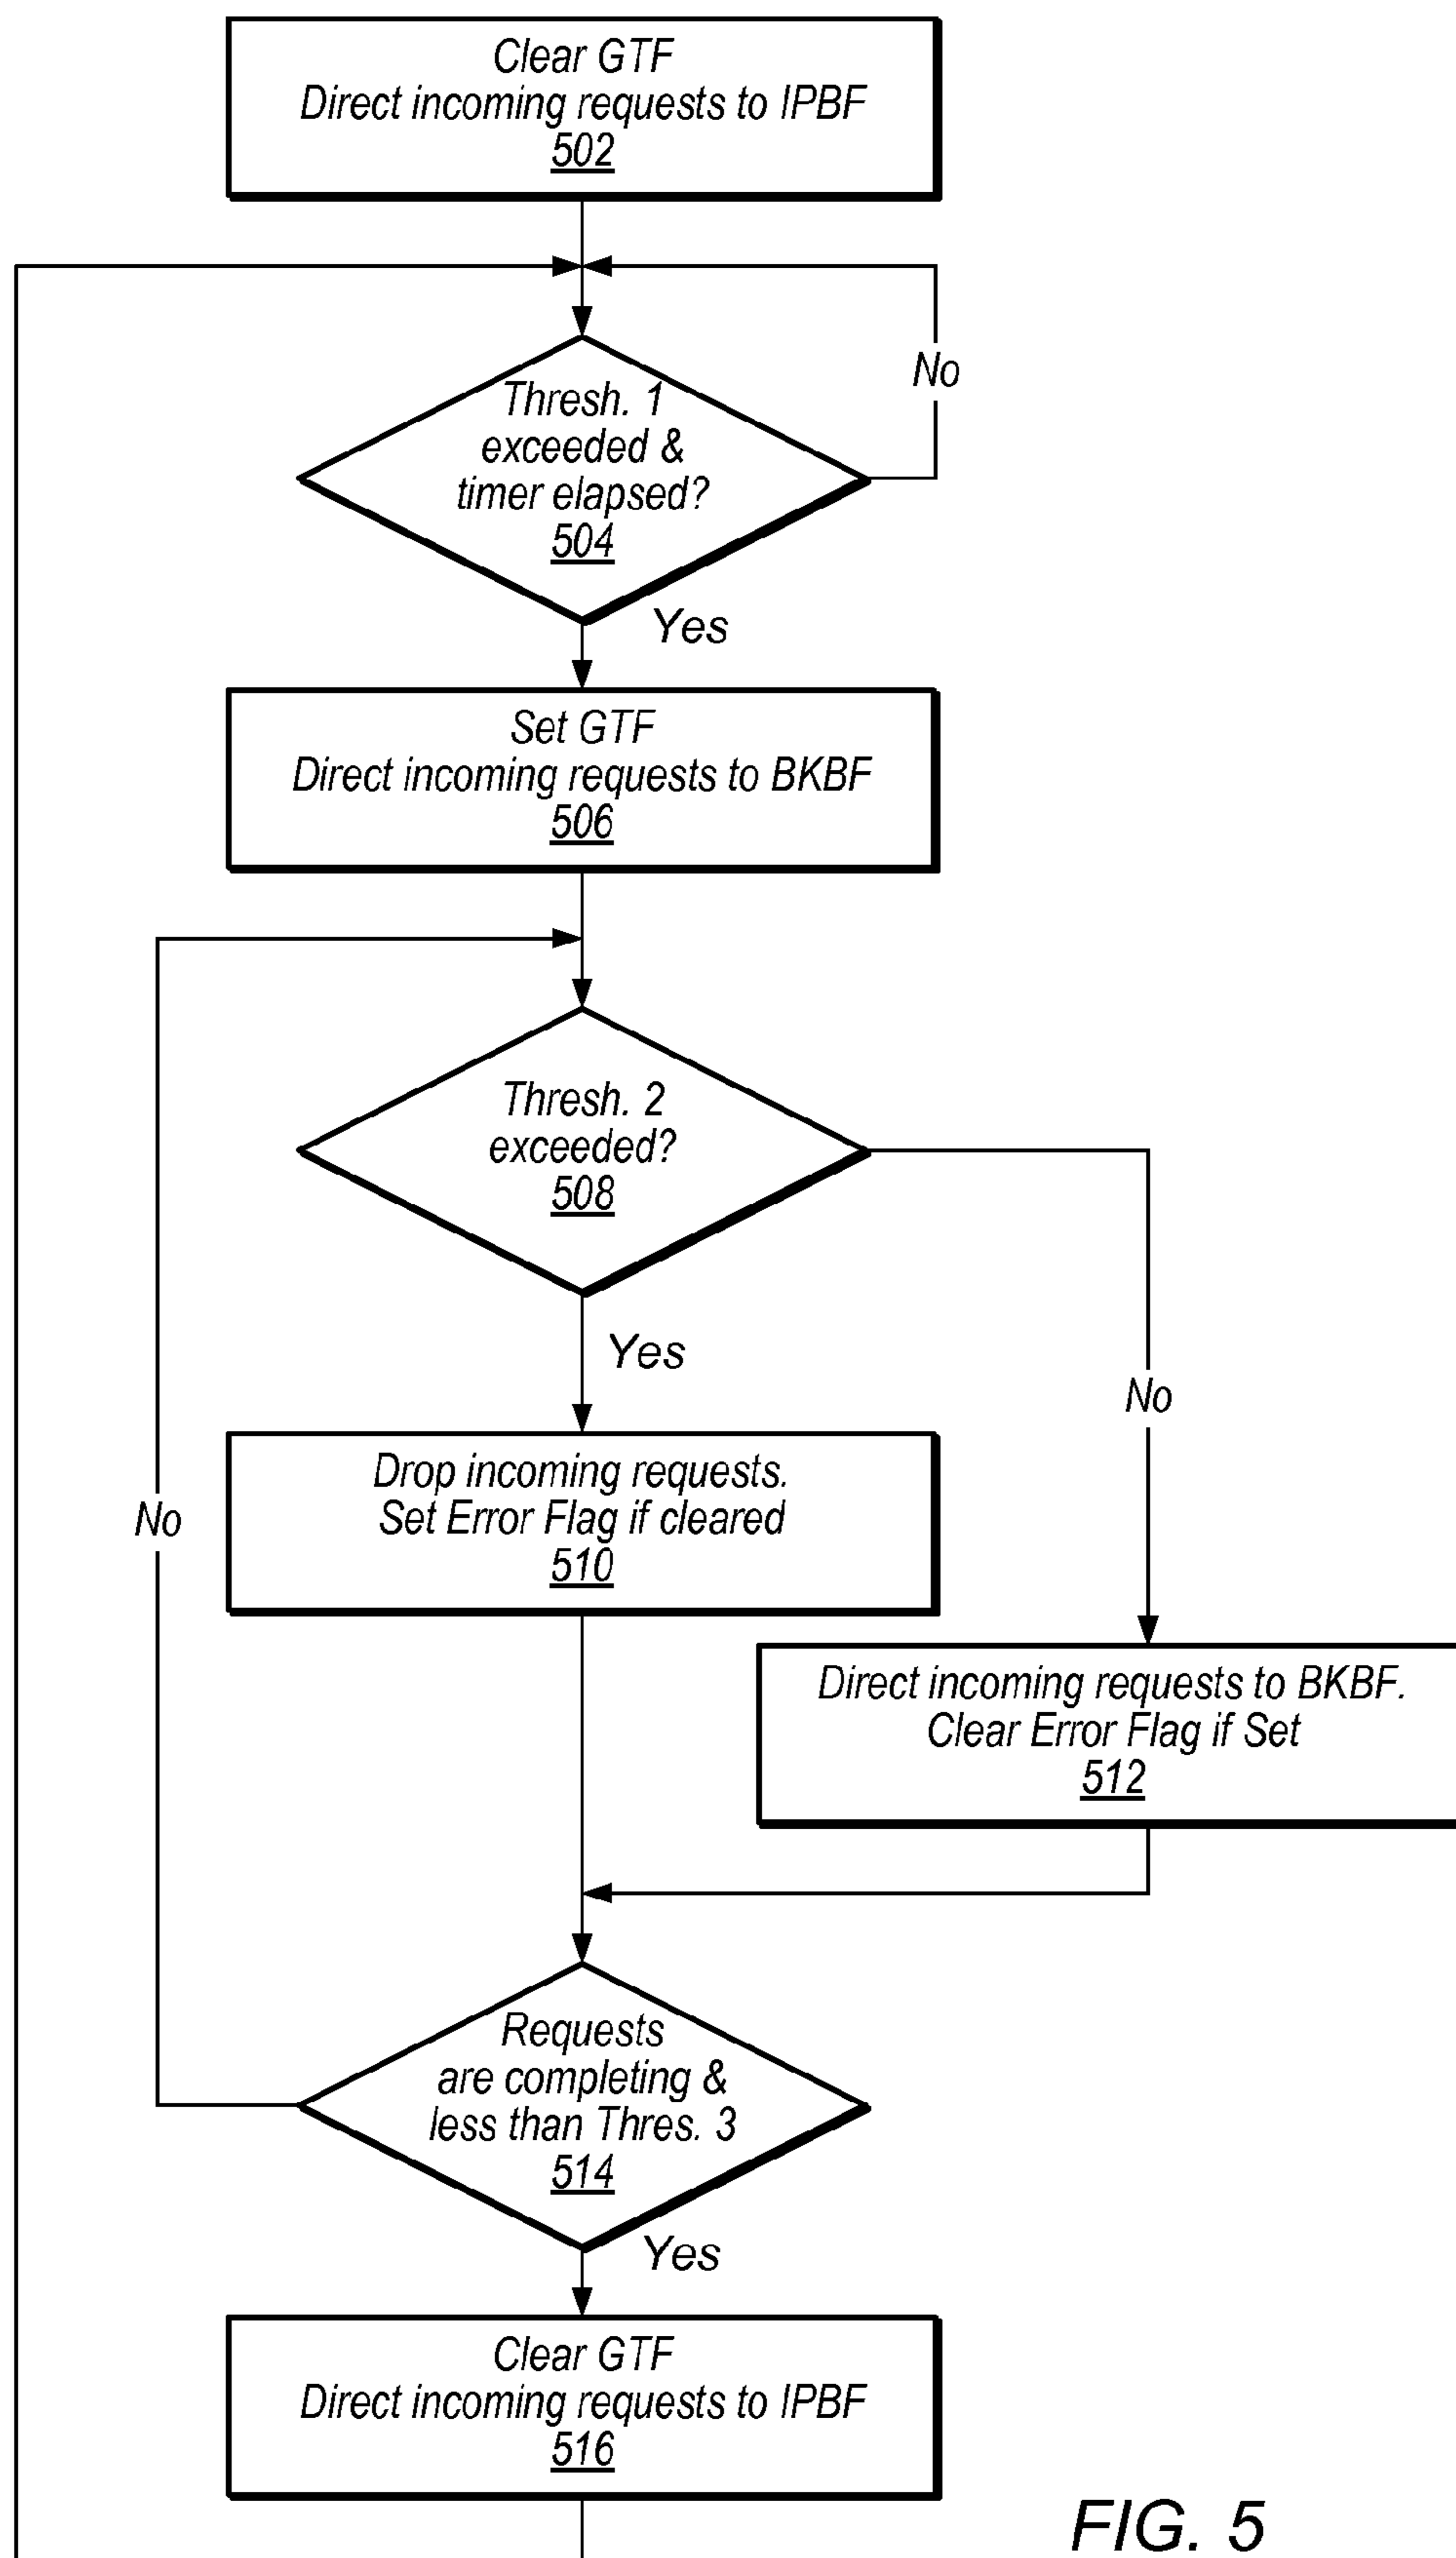 Clear GTF
Direct incoming requests to IPBF
502
No
Thresh. 1
exceeded &
timer elapsed?
504
Yes
Set GTF
Direct incoming requests to BKBF
506
Thresh. 2
exceeded?
508
Yes
No
Drop incoming requests.
Set Error Flag if cleared
510
No
Direct incoming requests to BKBF.
Clear Error Flag if Set
512
Requests
are completing &
less than Thres. 3
514
Yes
Clear GTF
Direct incoming requests to IPBF
516
FIG. 5